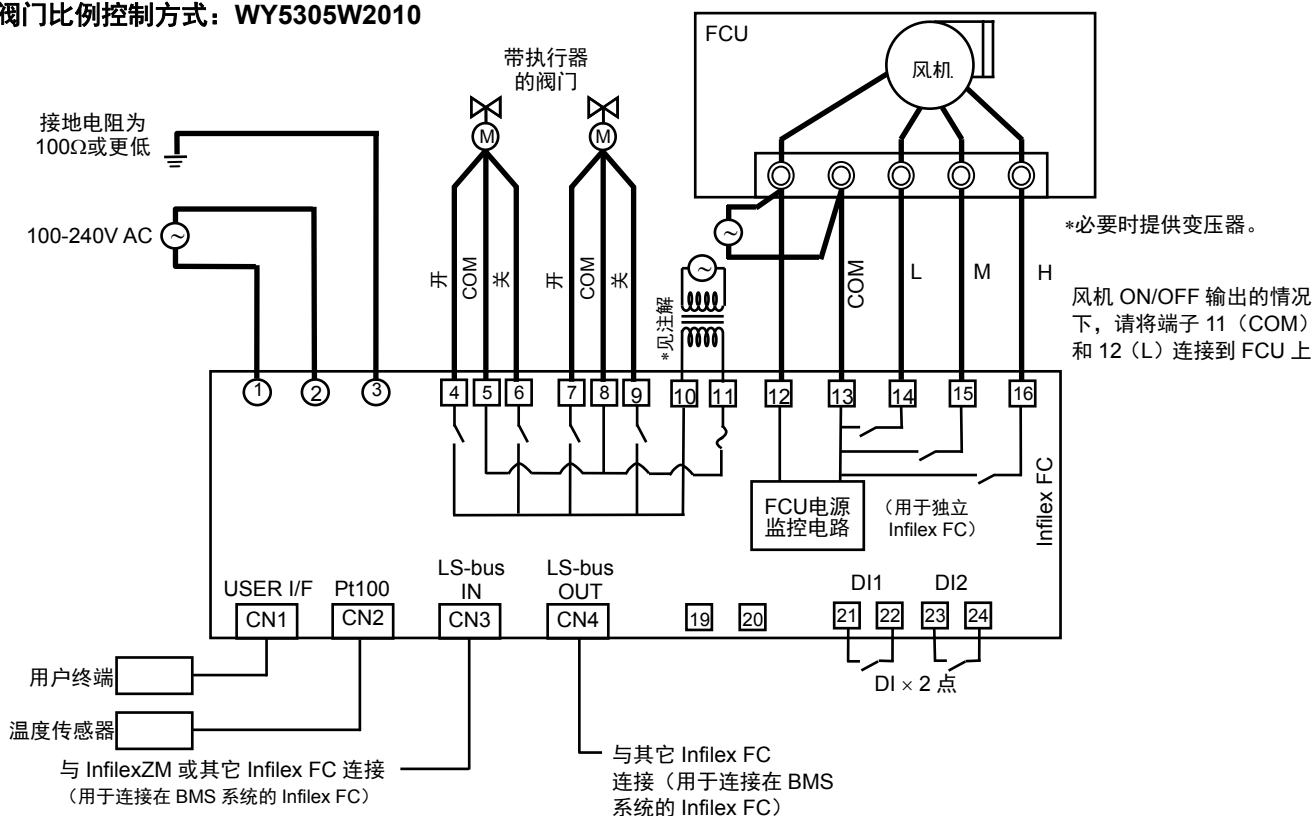 阀门比例控制方式：WY5305W2010
FCU
风机
带执行器
的阀门
接地电阻为
100Ω或更低
M
M
100-240V AC
~
~
~
*必要时提供变压器。
开
COM
关
开
COM
关
*见注解
COM
L
M
H
风机 ON/OFF 输出的情况
下，请将端子 11（COM）
和 12（L）连接到 FCU 上
1
2
3
4
5
6
7
8
9
10
11
12
13
14
15
16
FCU电源
监控电路
（用于独立
Infilex FC）
Infilex FC
USER I/F
Pt100
LS-bus
IN
LS-bus
OUT
DI1
DI2
CN1
CN2
CN3
CN4
19
20
21
22
23
24
DI × 2 点
用户终端
温度传感器
与 InfilexZM 或其它 Infilex FC 连接
（用于连接在 BMS 系统的 Infilex FC）
与其它 Infilex FC
连接（用于连接在 BMS
系统的 Infilex FC）